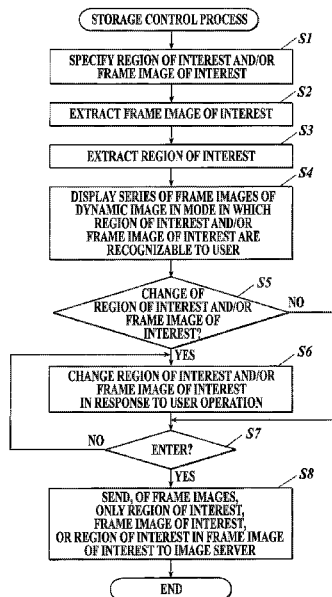 STORAGE CONTROL PROCESS
S1
SPECIFY REGION OF INTEREST AND/OR
FRAME IMAGE OF INTEREST
S2
EXTRACT FRAME IMAGE OF INTEREST
S3
EXTRACT REGION OF INTEREST
S4
DISPLAY SERIES OF FRAME IMAGES OF
DYNAMIC IMAGE IN MODE IN WHICH
REGION OF INTEREST AND/OR
FRAME IMAGE OF INTEREST ARE
RECOGNIZABLE TO USER
S5
CHANGE OF
REGION OF INTEREST AND/OR
FRAME IMAGE OF
INTEREST?
NO
YES
S6
CHANGE REGION OF INTEREST AND/OR
FRAME IMAGE OF INTEREST
IN RESPONSE TO USER OPERATION
S7
NO
ENTER?
YES
S8
SEND, OF FRAME IMAGES,
ONLY REGION OF INTEREST,
FRAME IMAGE OF INTEREST,
OR REGION OF INTEREST IN FRAME IMAGE
OF INTEREST TO IMAGE SERVER
END